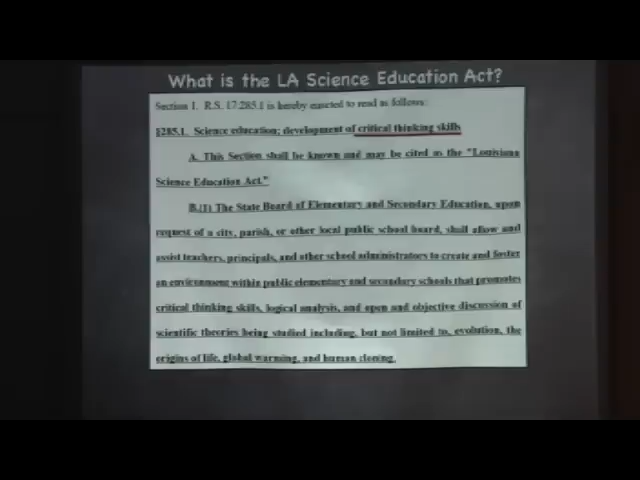 What is the LA Science Education Act?
Section 1. R.S. 17:285.1 is hereby enacted to read as follows:
§285.1. Science education; development of critical thinking skills
A. This Section shall be known and may be cited as the "Louisiana
Science Education Act."
B.(1) The State Board of Elementary and Secondary Education, upon
request of a city, parish, or other local public school board, shall allow and
assist teachers, principals, and other school administrators to create and foster
an environment within public elementary and secondary schools that promotes
critical thinking skills, logical analysis, and open and objective discussion of
scientific theories being studied including, but not limited to, evolution, the
origins of life, global warming, and human cloning.